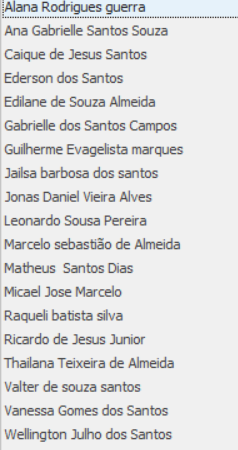 Alana Rodrigues guerra
Ana Gabrielle Santos Souza
Caique de Jesus Santos
Ederson dos Santos
Edilane de Souza Almeida
Gabrielle dos Santos Campos
Guilherme Evagelista marques
Jailsa barbosa dos santos
Jonas Daniel Vieira Alves
Leonardo Sousa Pereira
Marcelo sebastião de Almeida
Matheus  Santos Dias
Micael Jose Marcelo
Raqueli batista silva
Ricardo de Jesus Junior
Thailana Teixeira de Almeida
Valter de souza santos
Vanessa Gomes dos Santos
Wellington Julho dos Santos